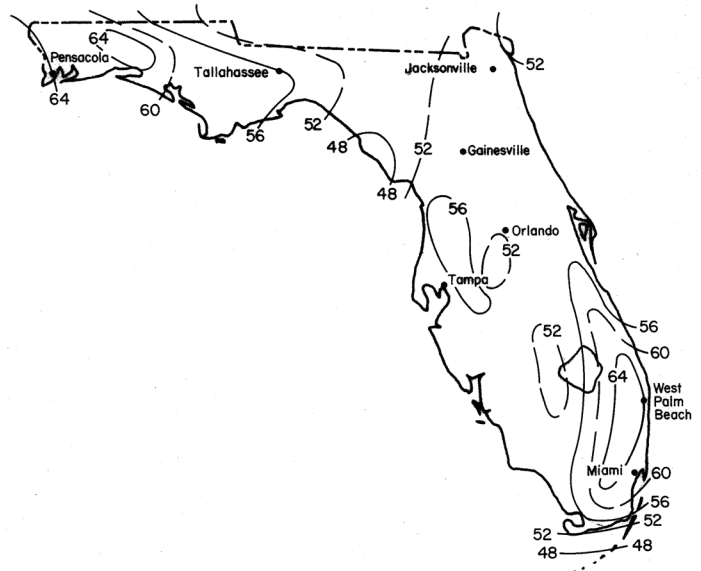 64
Pensacola
64
60
Tallahassee
56
52
48
48
Jacksonville
52
52
Gainesville
56
Orlando
52
Tampa
56
52
60
64
West
Palm
Beach
Miami
60
56
52
52
48
48